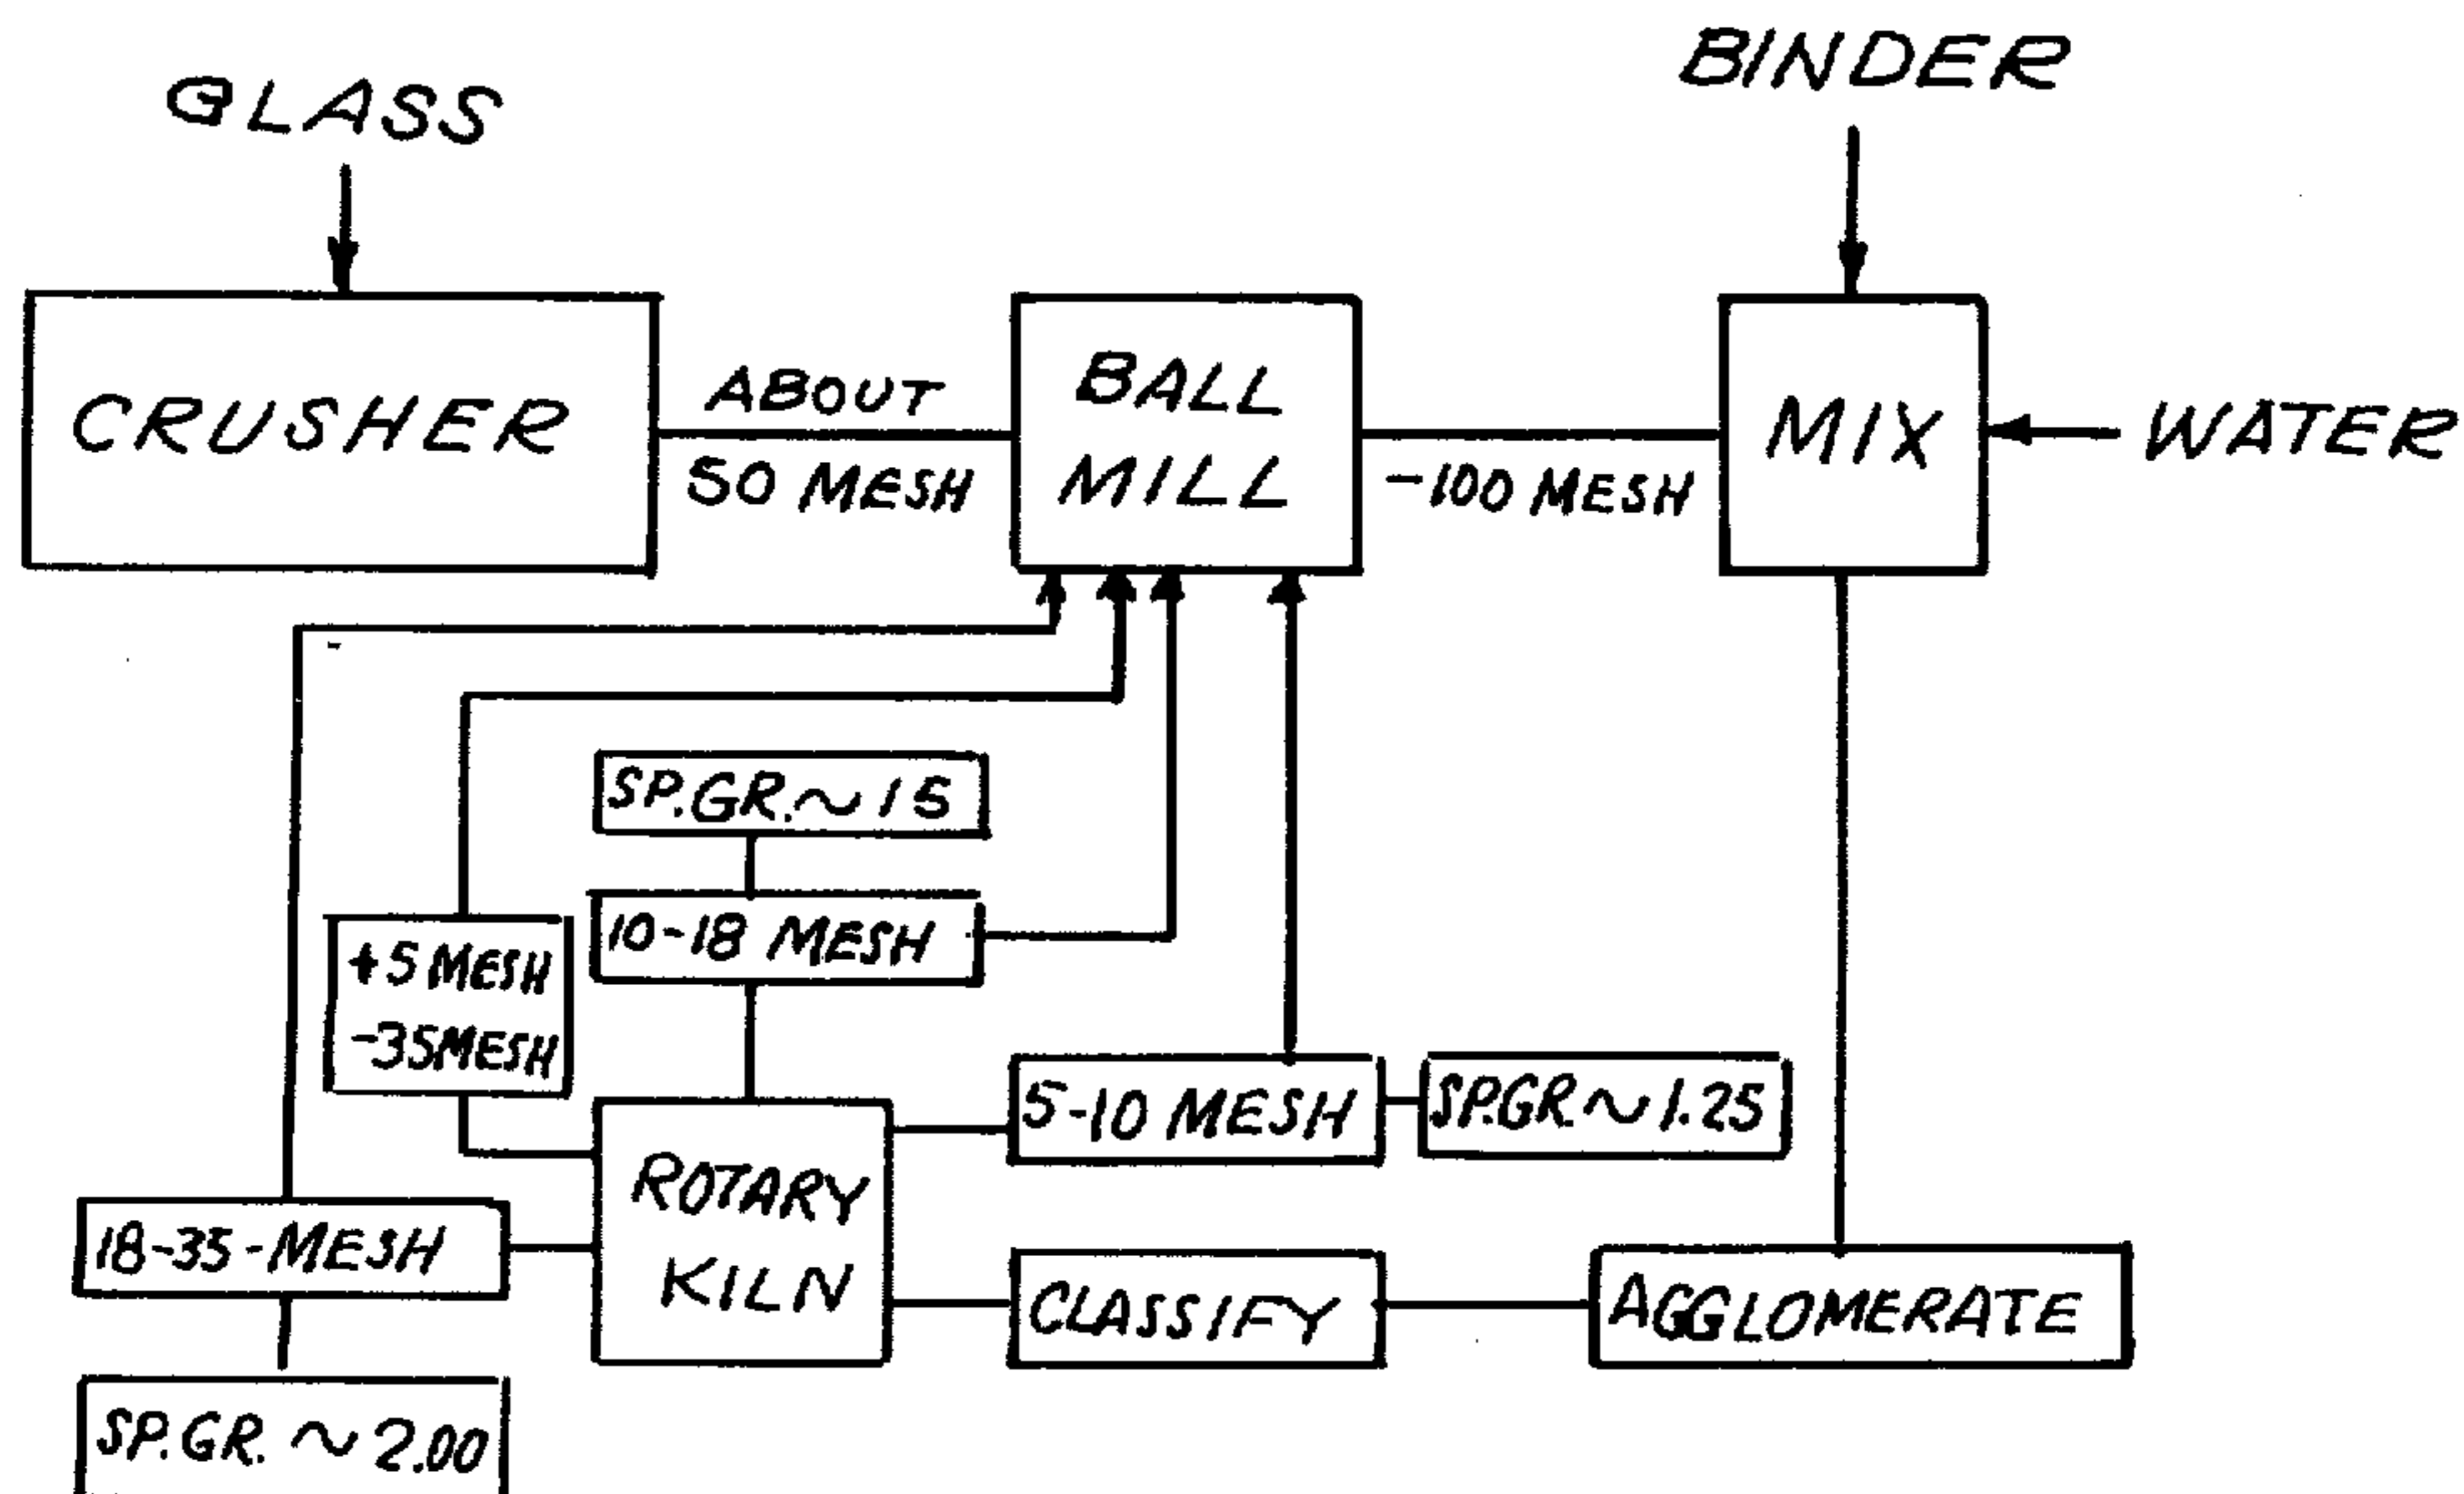 GLASS
BINDER
CRUSHER
ABOUT
50 MESH
BALL
MILL
-100 MESH
MIX
WATER
SP.GR. ~ 15
10-18 MESH
+5 MESH
-35 MESH
5-10 MESH
SP.GR. ~ 1.25
ROTARY
KILN
18-35-MESH
CLASSIFY
AGGLOMERATE
SP.GR. ~ 2.00